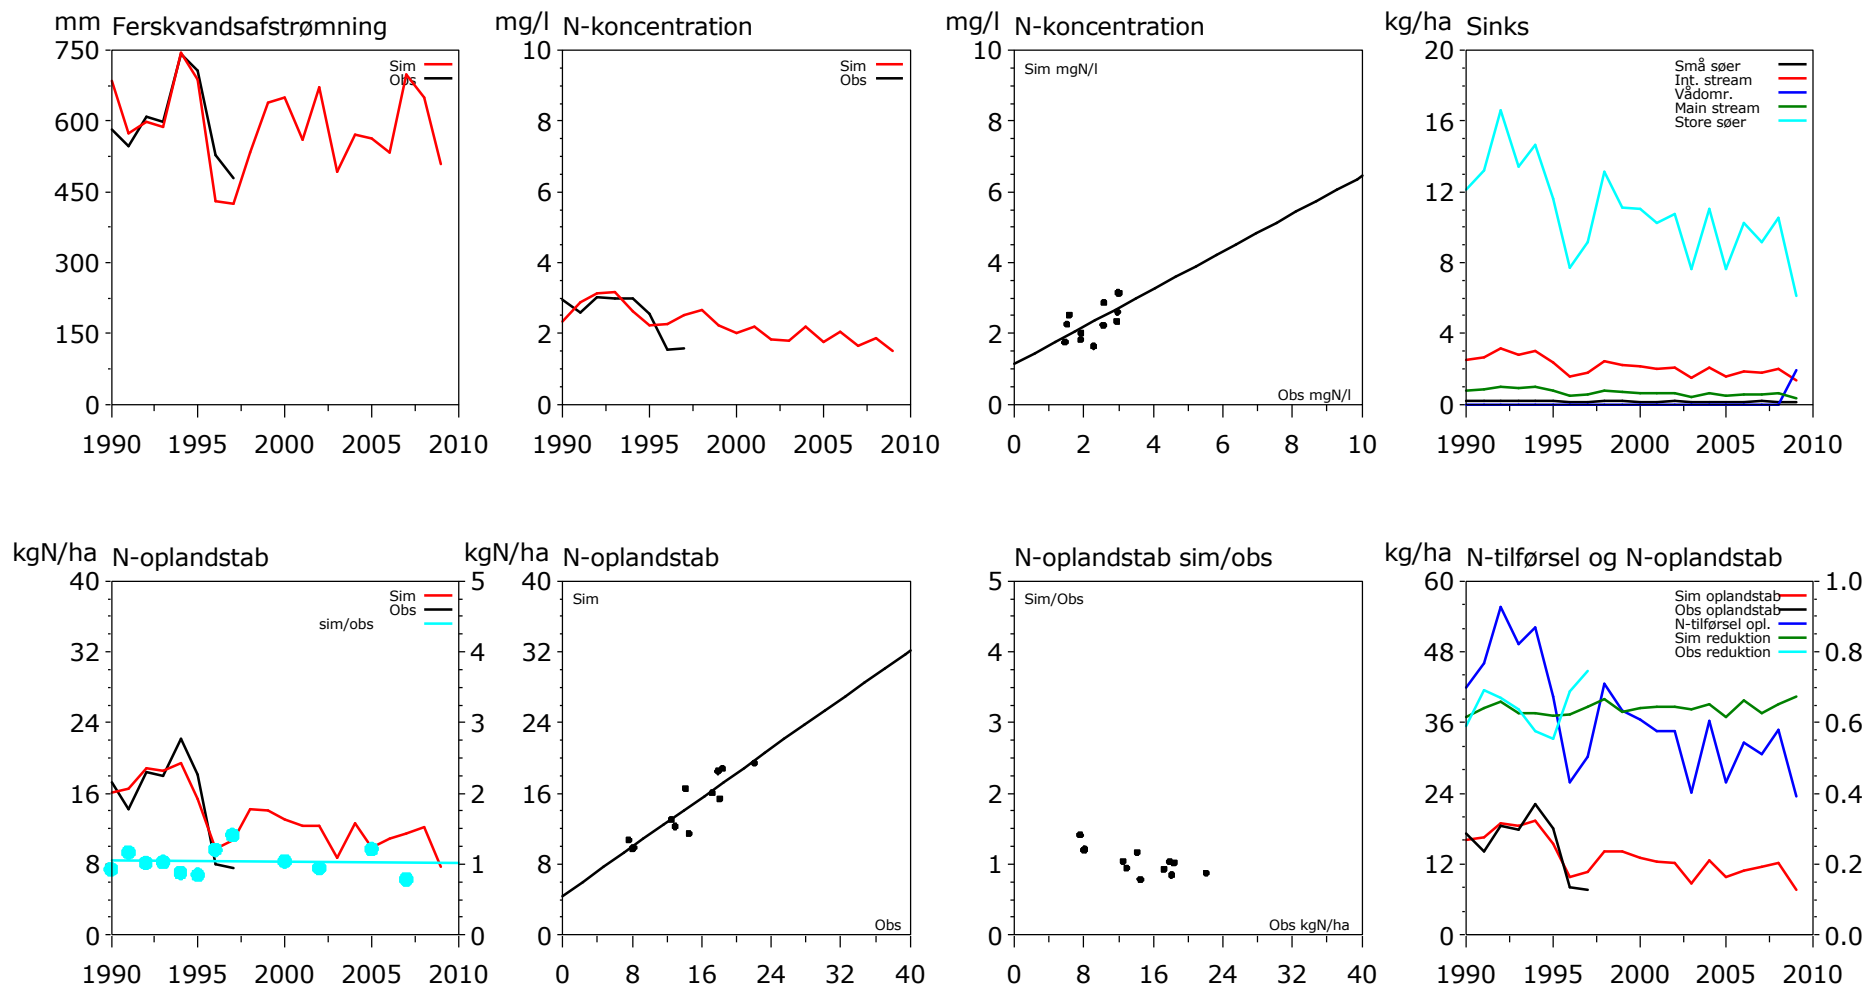 mm Ferskvandsafstrømning
750
600
450
300
150
0
1990 1995 2000 2005 2010
Sim
Obs
mg/l N-koncentration
10
8
6
4
2
0
1990 1995 2000 2005 2010
Sim
Obs
mg/l N-koncentration
10
8
6
4
2
0
0 2 4 6 8 10
Sim mgN/l
Obs mgN/l
kg/ha Sinks
20
16
12
8
4
0
1990 1995 2000 2005 2010
Små søer
Int. stream
Vådomr.
Main stream
Store søer
kgN/ha N-oplandstab
40
32
24
16
8
0
5
4
3
2
1
0
1990 1995 2000 2005 2010
Sim
Obs
sim/obs
kgN/ha N-oplandstab
40
32
24
16
8
0
0 8 16 24 32 40
Sim
Obs
N-oplandstab sim/obs
5
4
3
2
1
0
0 8 16 24 32 40
Sim/Obs
Obs kgN/ha
kg/ha N-tilførsel og N-oplandstab
60
48
36
24
12
0
1.0
0.8
0.6
0.4
0.2
0.0
1990 1995 2000 2005 2010
Sim oplandstab
Obs oplandstab
N-tilførsel opl.
Sim reduktion
Obs reduktion